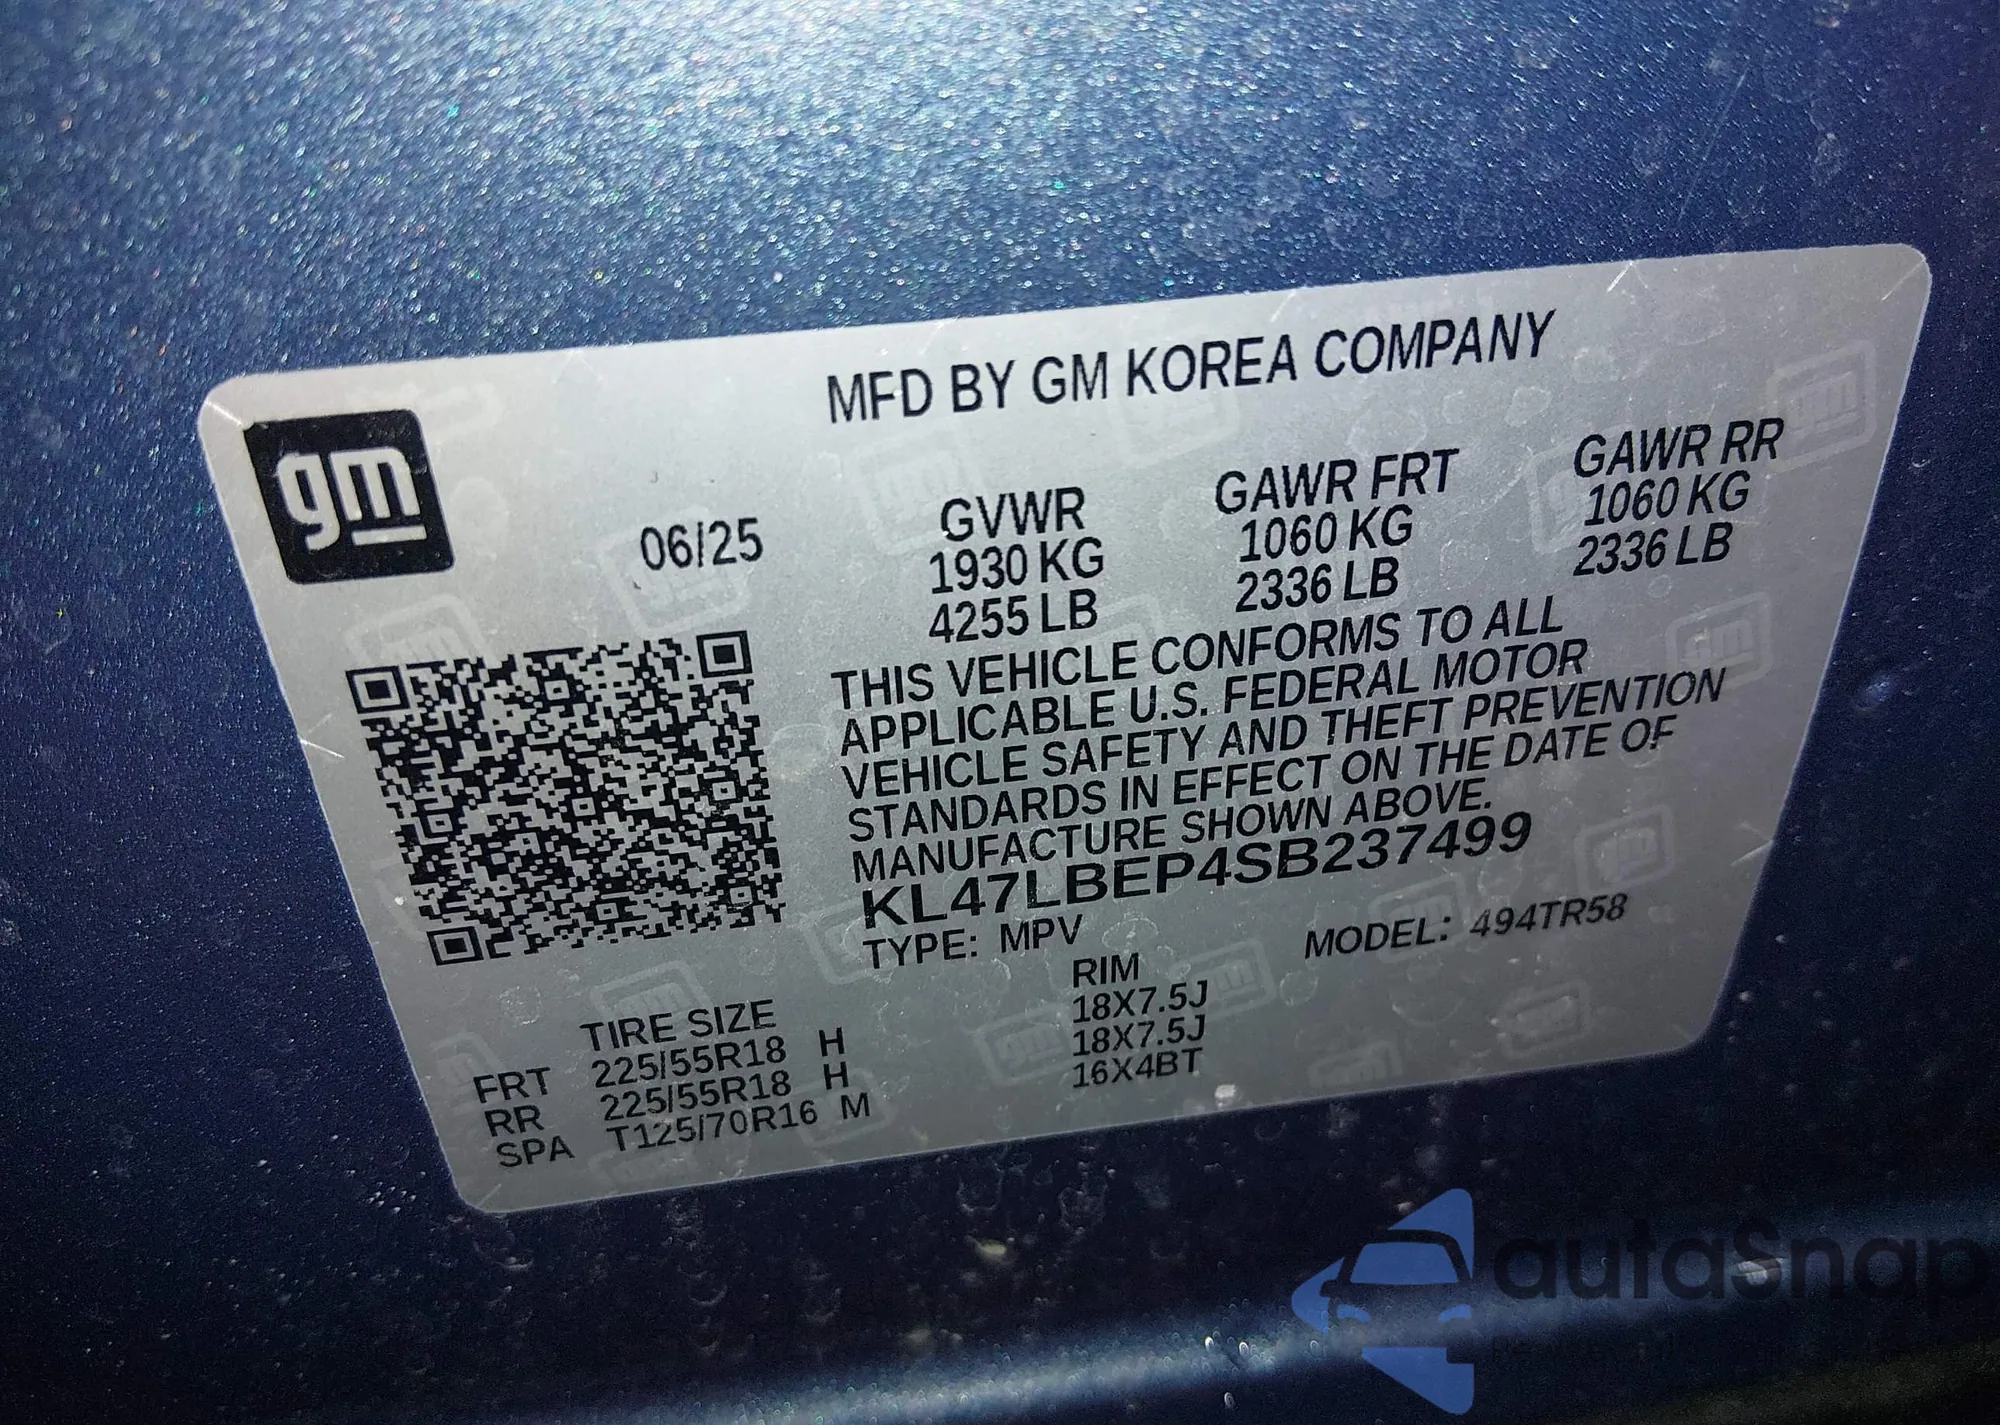 MFD BY GM KOREA COMPANY
gm
06/25
GVWR
1930 KG
4255 LB
GAWR FRT
1060 KG
2336 LB
GAWR RR
1060 KG
2336 LB
THIS VEHICLE CONFORMS TO ALL
APPLICABLE U.S. FEDERAL MOTOR
VEHICLE SAFETY AND THEFT PREVENTION
STANDARDS IN EFFECT ON THE DATE OF
MANUFACTURE SHOWN ABOVE.
KL47LBEP4SB237499
TYPE: MPV MODEL: 494TR58
TIRE SIZE RIM
FRT 225/55R18 H 18X7.5J
RR 225/55R18 H 18X7.5J
SPA T125/70R16 M 16X4BT
autasnap